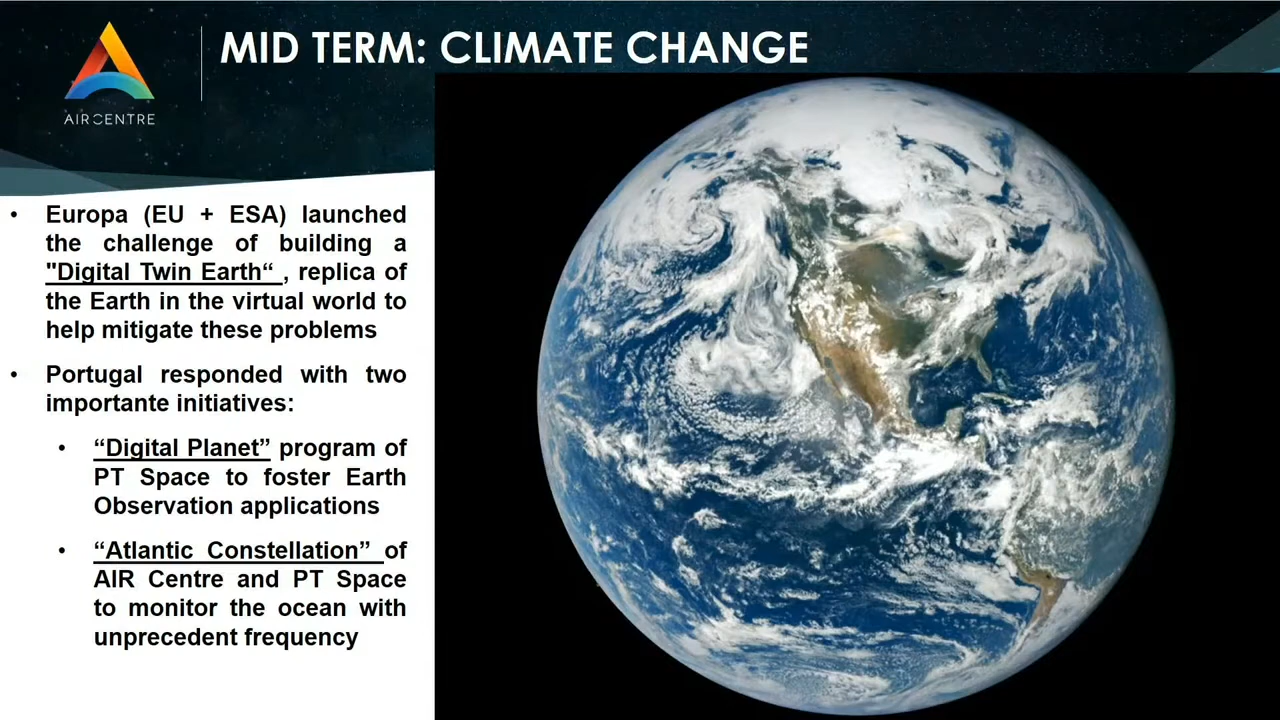 AIRCENTRE
MID TERM: CLIMATE CHANGE
• Europa (EU + ESA) launched
the challenge of building a
"Digital Twin Earth“ , replica of
the Earth in the virtual world to
help mitigate these problems
• Portugal responded with two
importante initiatives:
• “Digital Planet” program of
PT Space to foster Earth
Observation applications
• “Atlantic Constellation” of
AIR Centre and PT Space
to monitor the ocean with
unprecedent frequency